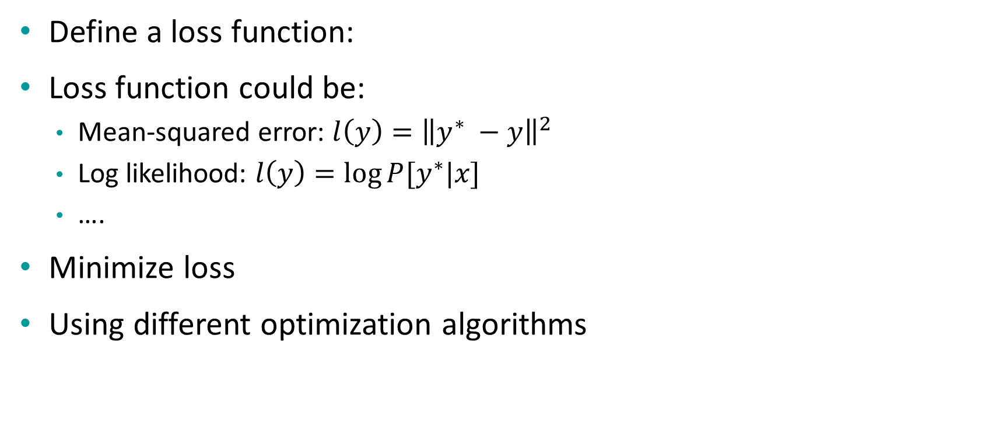 • Define a loss function:
• Loss function could be:
• Mean-squared error: l(y) = ‖y* − y‖²
• Log likelihood: l(y) = log P[y*|x]
• ....
• Minimize loss
• Using different optimization algorithms